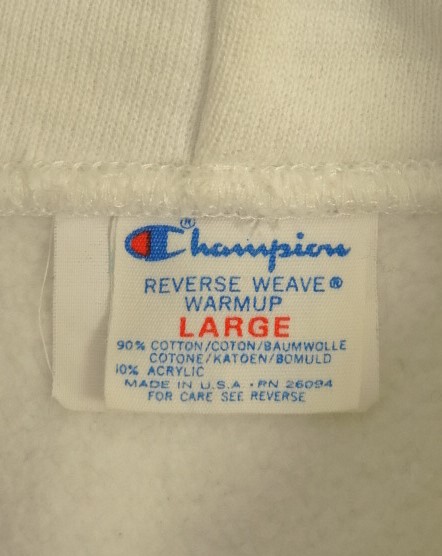 Champion®
REVERSE WEAVE®
WARMUP
LARGE
90% COTTON/COTON/BAUMWOLLE
COTONE/KATOEN/BOMULD
10% ACRYLIC
MADE IN U.S.A. RN 26094
FOR CARE SEE REVERSE